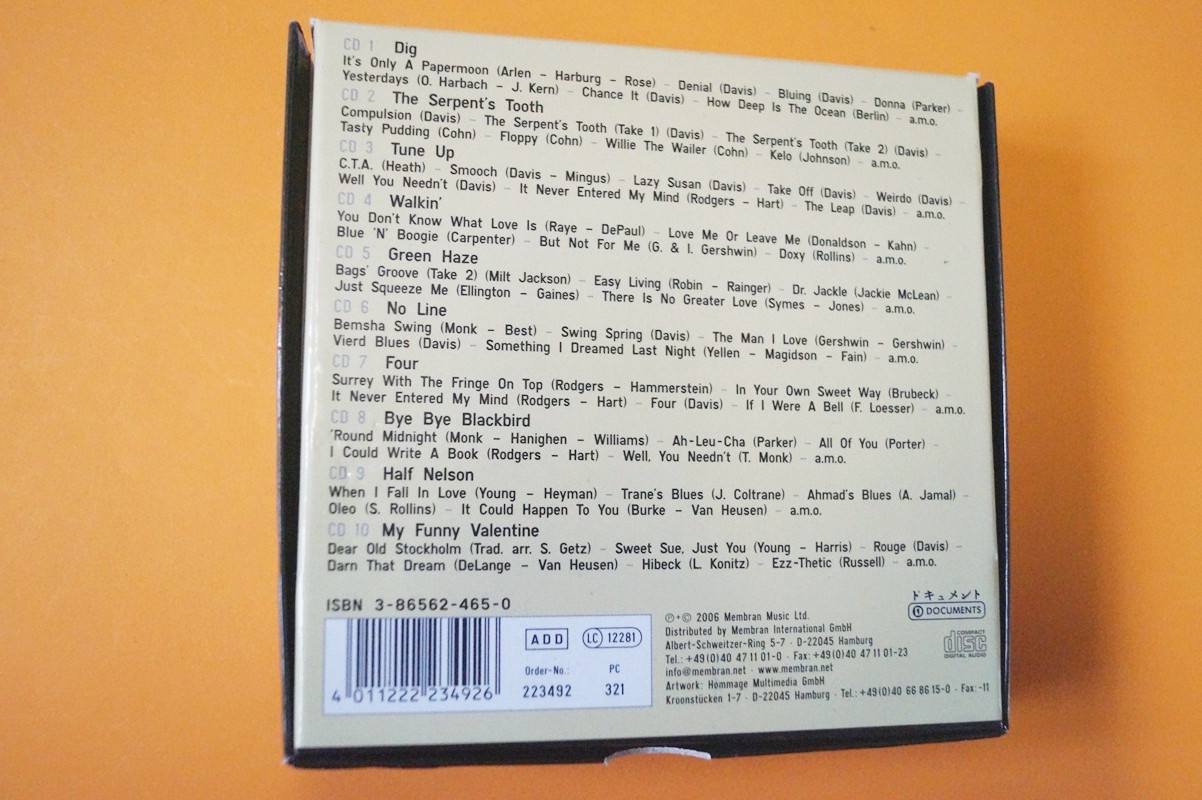 CD 1 Dig
It's Only A Papermoon (Arlen – Harburg – Rose) – Denial (Davis) – Bluing (Davis) – Donna (Parker) –
Yesterdays (O. Harbach – J. Kern) – Chance It (Davis) – How Deep Is The Ocean (Berlin) – a.m.o.
CD 2 The Serpent's Tooth
Compulsion (Davis) – The Serpent's Tooth (Take 1) (Davis) – The Serpent's Tooth (Take 2) (Davis) –
Tasty Pudding (Cohn) – Floppy (Cohn) – Willie The Wailer (Cohn) – Kelo (Johnson) – a.m.o.
CD 3 Tune Up
C.T.A. (Heath) – Smooch (Davis – Mingus) – Lazy Susan (Davis) – Take Off (Davis) – Weirdo (Davis) –
Well You Needn't (Davis) – It Never Entered My Mind (Rodgers – Hart) – The Leap (Davis) – a.m.o.
CD 4 Walkin'
You Don't Know What Love Is (Raye – DePaul) – Love Me Or Leave Me (Donaldson – Kahn) –
Blue 'N' Boogie (Carpenter) – But Not For Me (G. & I. Gershwin) – Doxy (Rollins) – a.m.o.
CD 5 Green Haze
Bags' Groove (Take 2) (Milt Jackson) – Easy Living (Robin – Rainger) – Dr. Jackle (Jackie McLean) –
Just Squeeze Me (Ellington – Gaines) – There Is No Greater Love (Symes – Jones) – a.m.o.
CD 6 No Line
Bemsha Swing (Monk – Best) – Swing Spring (Davis) – The Man I Love (Gershwin – Gershwin) –
Vierd Blues (Davis) – Something I Dreamed Last Night (Yellen – Magidson – Fain) – a.m.o.
CD 7 Four
Surrey With The Fringe On Top (Rodgers – Hammerstein) – In Your Own Sweet Way (Brubeck) –
It Never Entered My Mind (Rodgers – Hart) – Four (Davis) – If I Were A Bell (F. Loesser) – a.m.o.
CD 8 Bye Bye Blackbird
'Round Midnight (Monk – Hanighen – Williams) – Ah-Leu-Cha (Parker) – All Of You (Porter) –
I Could Write A Book (Rodgers – Hart) – Well, You Needn't (T. Monk) – a.m.o.
CD 9 Half Nelson
When I Fall In Love (Young – Heyman) – Trane's Blues (J. Coltrane) – Ahmad's Blues (A. Jamal) –
Oleo (S. Rollins) – It Could Happen To You (Burke – Van Heusen) – a.m.o.
CD 10 My Funny Valentine
Dear Old Stockholm (Trad. arr. S. Getz) – Sweet Sue, Just You (Young – Harris) – Rouge (Davis) –
Darn That Dream (DeLange – Van Heusen) – Hibeck (L. Konitz) – Ezz-Thetic (Russell) – a.m.o.
ISBN 3-86562-465-0
ADD LC 12281
Order-No.: PC
223492 321
4 011222 234926
℗+© 2006 Membran Music Ltd.
Distributed by Membran International GmbH
Albert-Schweitzer-Ring 5-7 · D-22045 Hamburg
Tel.: +49(0)40 47 11 01-0 · Fax: +49(0)40 47 11 01-23
info@membran.net · www.membran.net
Artwork: Hommage Multimedia GmbH
Kroonstücken 1-7 · D-22045 Hamburg · Tel.: +49(0)40 66 86 15-0 · Fax: -11
ドキュメント
DOCUMENTS
COMPACT
disc
DIGITAL AUDIO